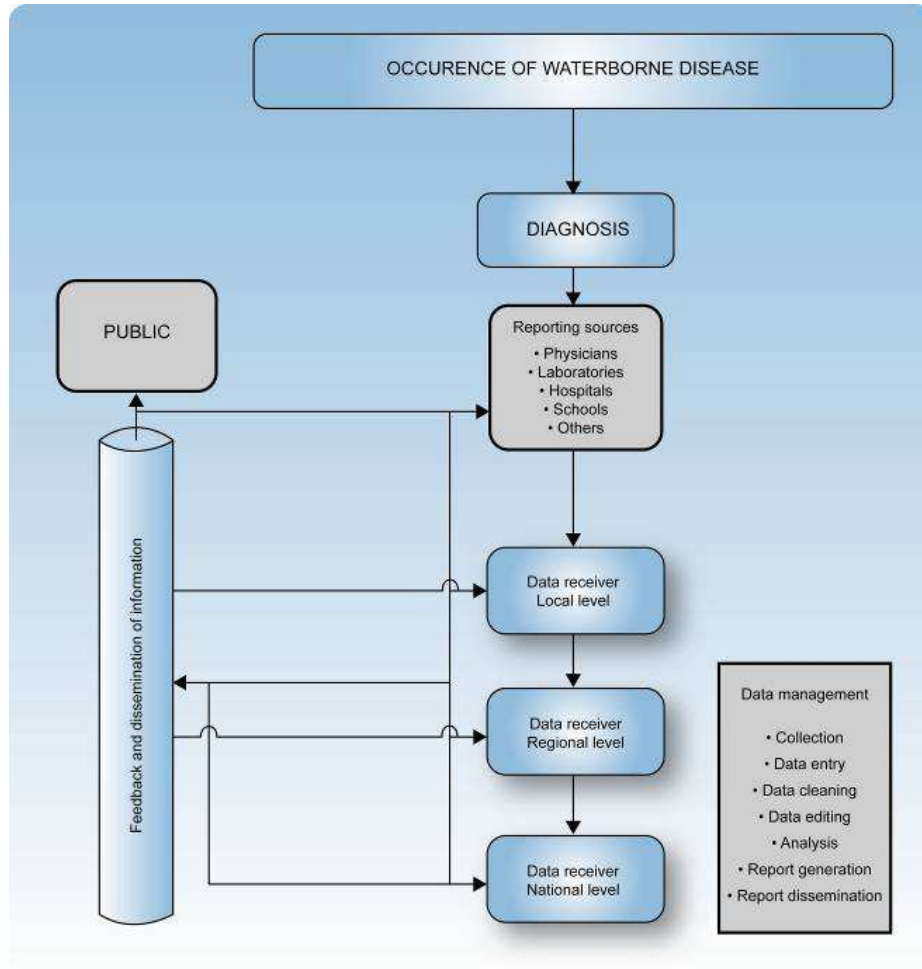 OCCURENCE OF WATERBORNE DISEASE
DIAGNOSIS
PUBLIC
Reporting sources
• Physicians
• Laboratories
• Hospitals
• Schools
• Others
Feedback and dissemination of information
Data receiver
Local level
Data receiver
Regional level
Data receiver
National level
Data management
• Collection
• Data entry
• Data cleaning
• Data editing
• Analysis
• Report generation
• Report dissemination